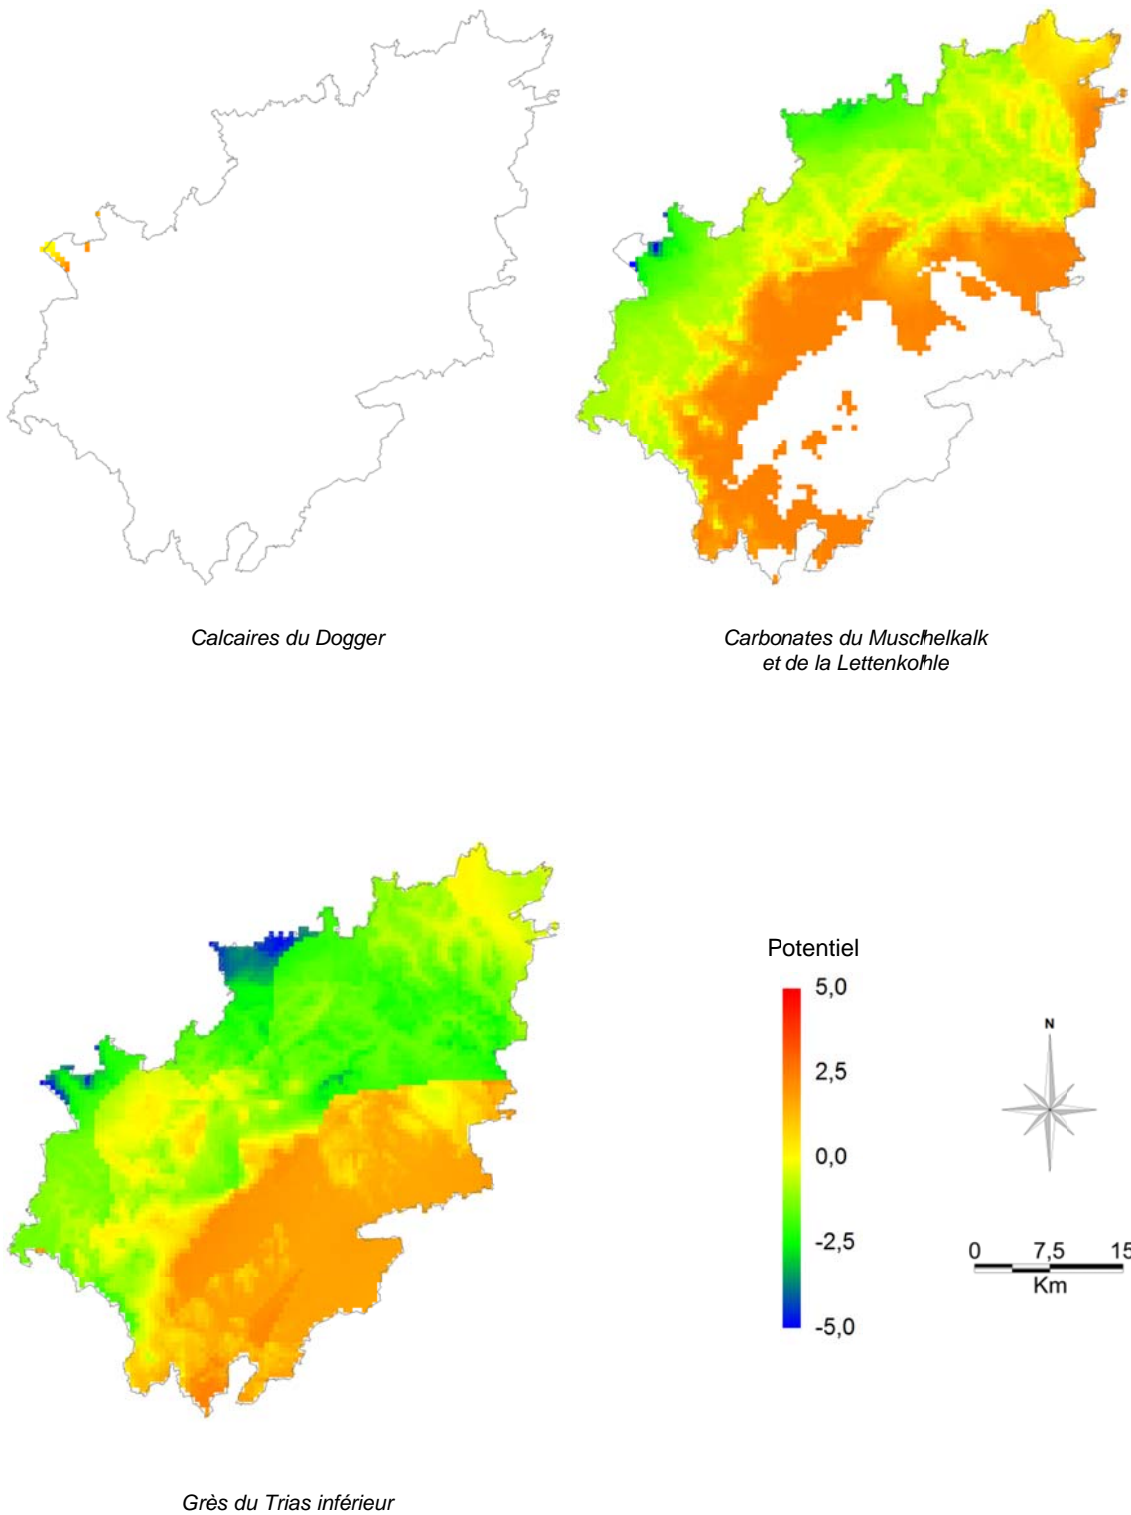 Calcaires du Dogger
Carbonates du Muschelkalk
et de la Lettenkohle
Potentiel
5,0
2,5
0,0
-2,5
-5,0
N
0 7,5 15
Km
Grès du Trias inférieur